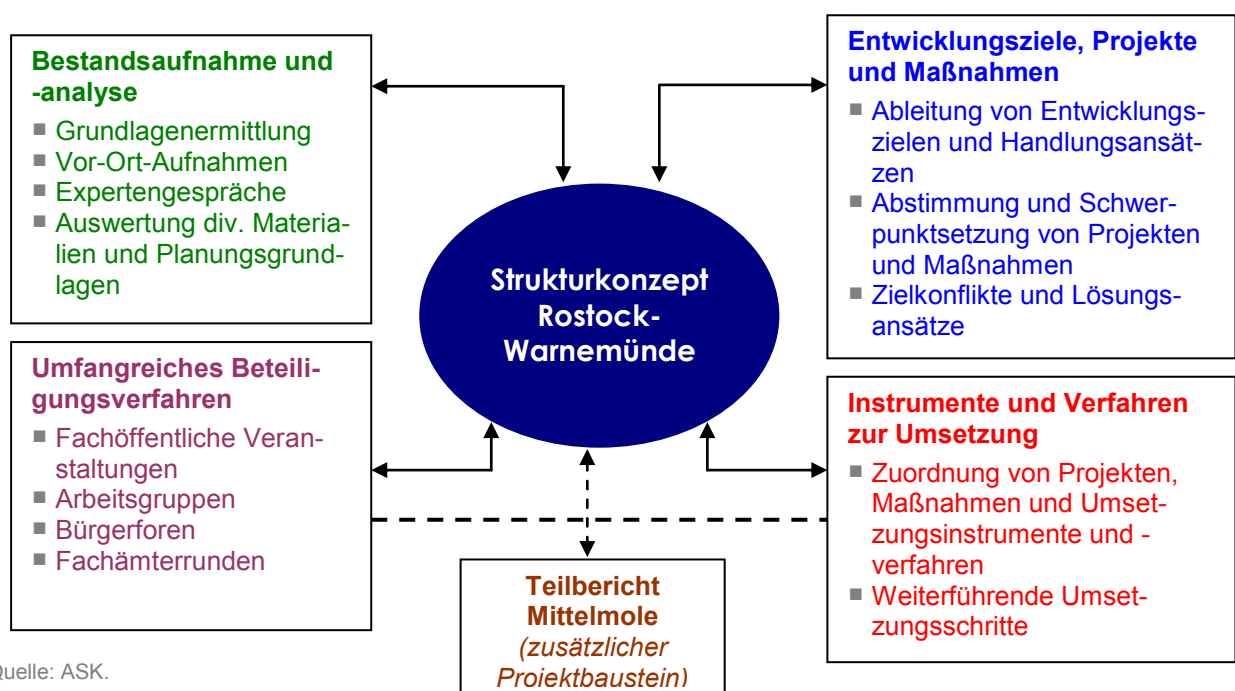 Bestandsaufnahme und
-analyse
■ Grundlagenermittlung
■ Vor-Ort-Aufnahmen
■ Expertengespräche
■ Auswertung div. Materia-
lien und Planungsgrund-
lagen
Umfangreiches Beteili-
gungsverfahren
■ Fachöffentliche Veran-
staltungen
■ Arbeitsgruppen
■ Bürgerforen
■ Fachämterrunden
Strukturkonzept
Rostock-
Warnemünde
Entwicklungsziele, Projekte
und Maßnahmen
■ Ableitung von Entwicklungs-
zielen und Handlungsansät-
zen
■ Abstimmung und Schwer-
punktsetzung von Projekten
und Maßnahmen
■ Zielkonflikte und Lösungs-
ansätze
Instrumente und Verfahren
zur Umsetzung
■ Zuordnung von Projekten,
Maßnahmen und Umset-
zungsinstrumente und -
verfahren
■ Weiterführende Umset-
zungsschritte
Teilbericht
Mittelmole
(zusätzlicher
Projektbaustein)
Quelle: ASK.